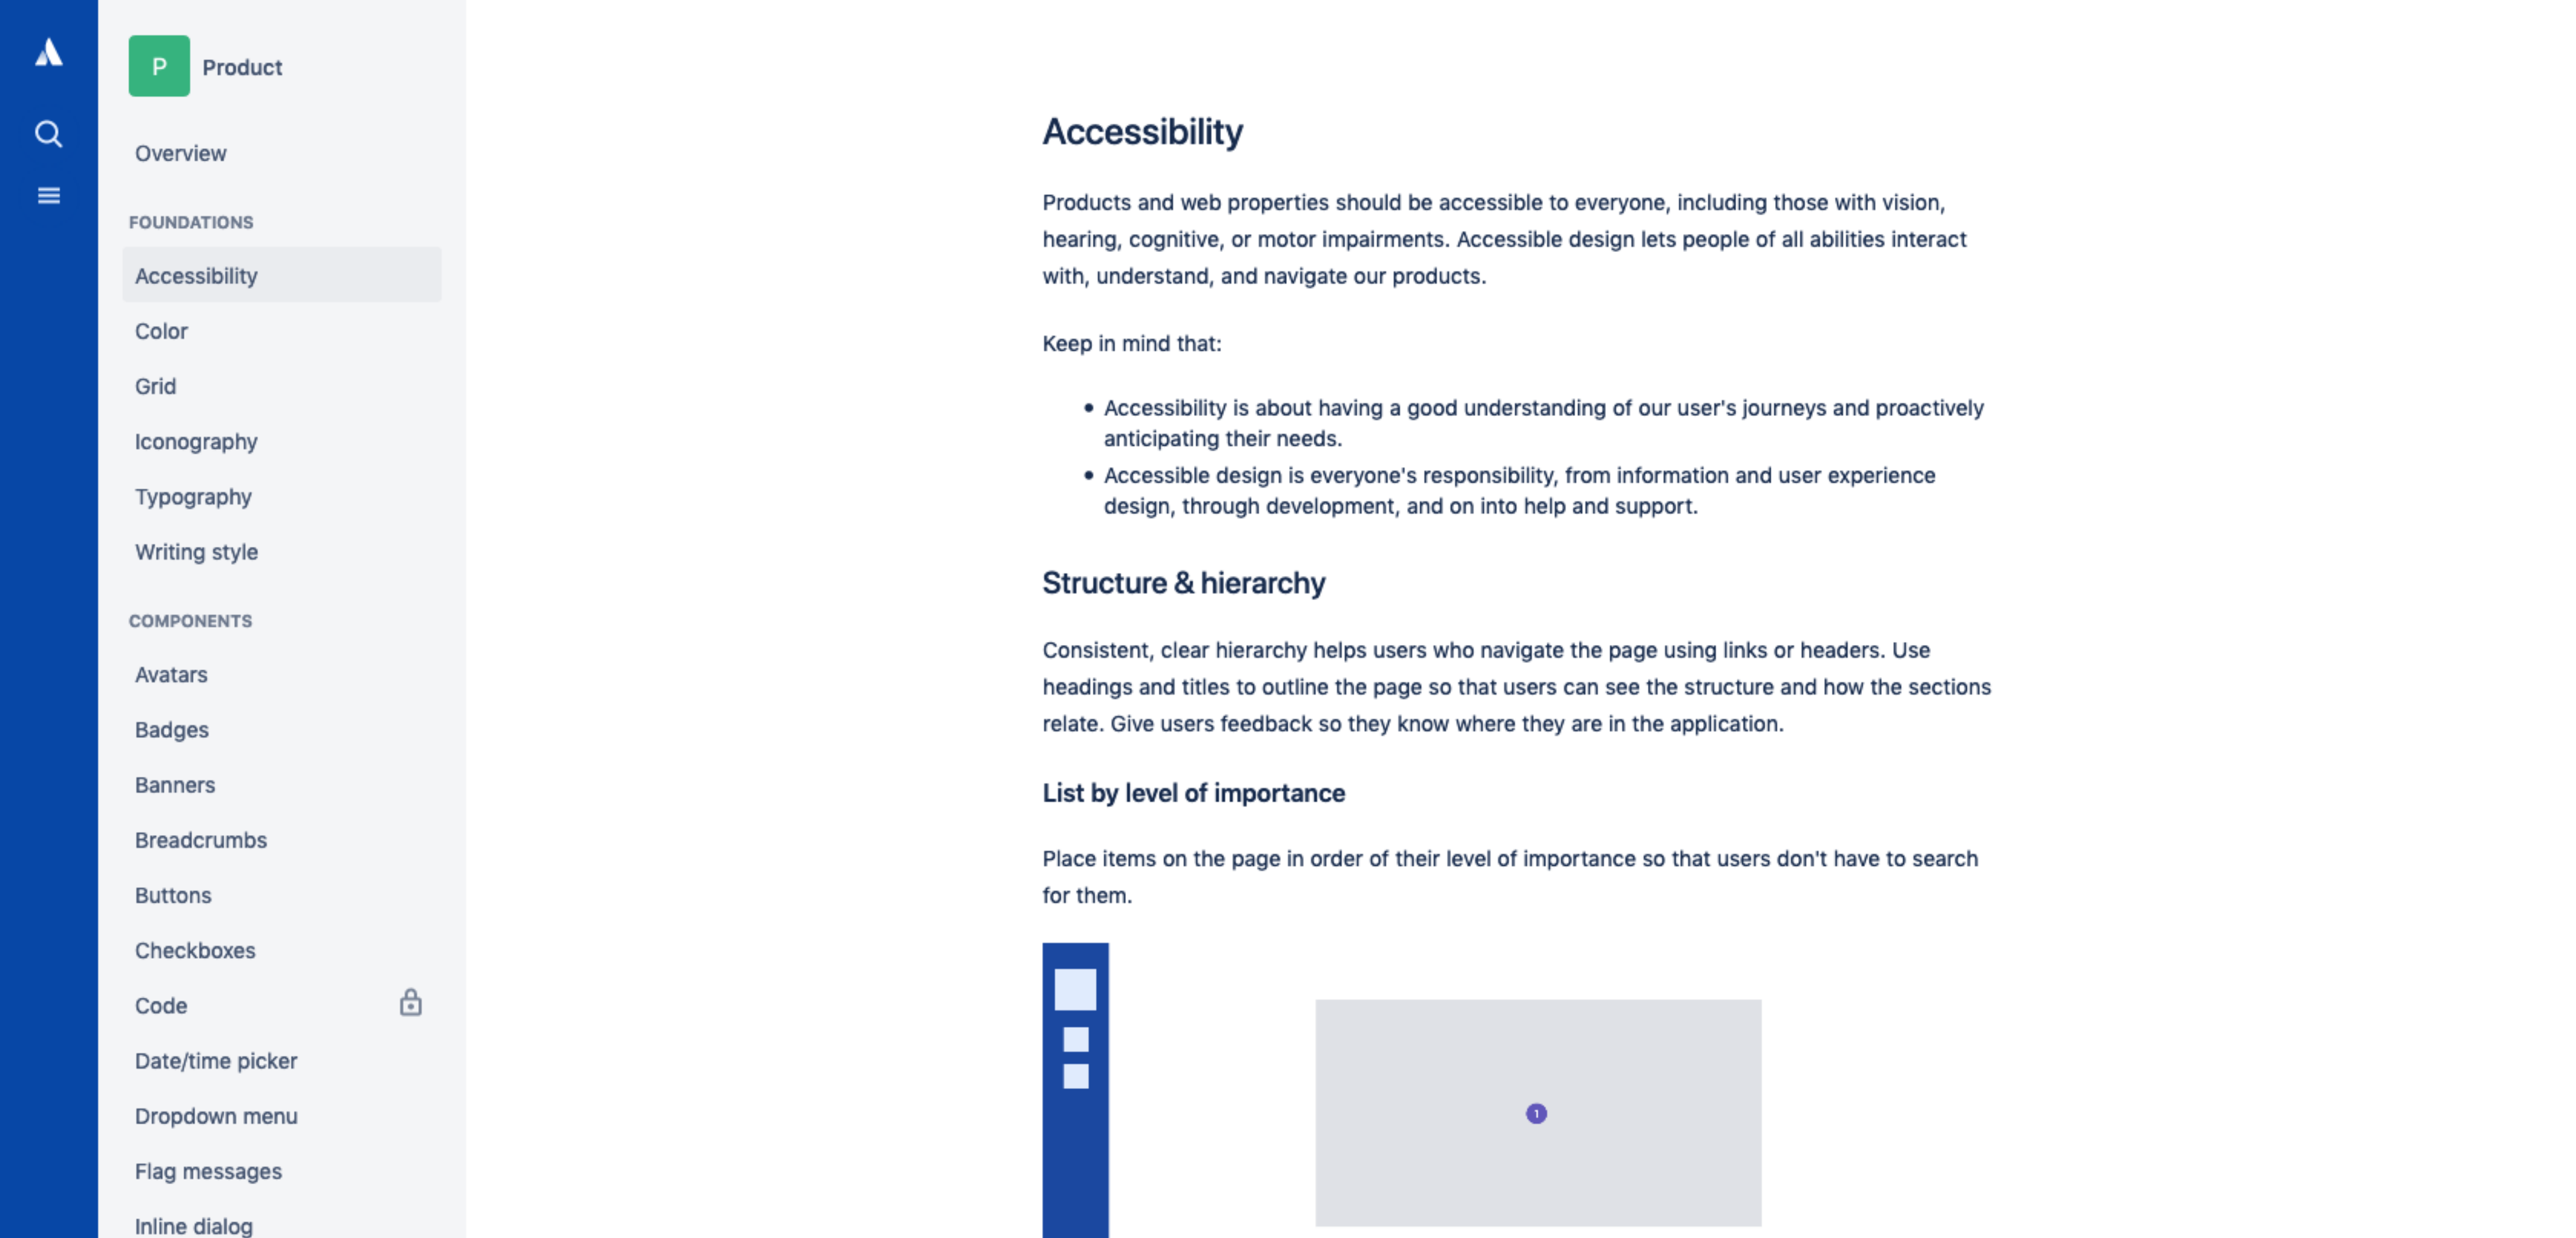 P
Product
Overview
FOUNDATIONS
Accessibility
Color
Grid
Iconography
Typography
Writing style
COMPONENTS
Avatars
Badges
Banners
Breadcrumbs
Buttons
Checkboxes
Code
Date/time picker
Dropdown menu
Flag messages
Inline dialog
Accessibility
Products and web properties should be accessible to everyone, including those with vision,
hearing, cognitive, or motor impairments. Accessible design lets people of all abilities interact
with, understand, and navigate our products.
Keep in mind that:
• Accessibility is about having a good understanding of our user's journeys and proactively
anticipating their needs.
• Accessible design is everyone's responsibility, from information and user experience
design, through development, and on into help and support.
Structure & hierarchy
Consistent, clear hierarchy helps users who navigate the page using links or headers. Use
headings and titles to outline the page so that users can see the structure and how the sections
relate. Give users feedback so they know where they are in the application.
List by level of importance
Place items on the page in order of their level of importance so that users don't have to search
for them.
1